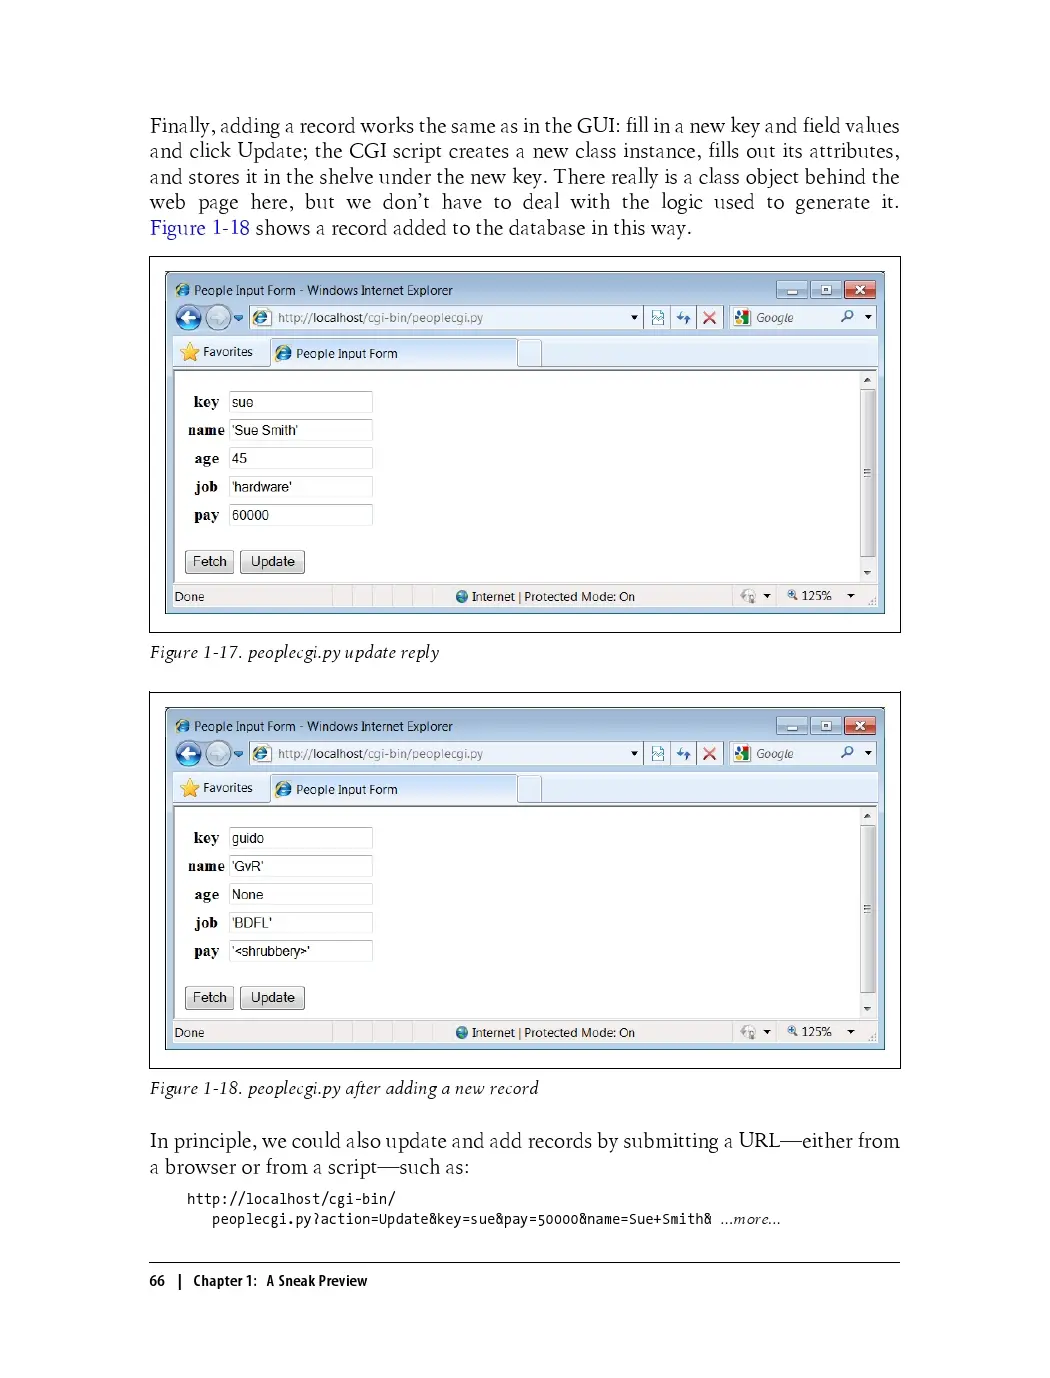 Finally, adding a record works the same as in the GUI: fill in a new key and field values
and click Update; the CGI script creates a new class instance, fills out its attributes,
and stores it in the shelve under the new key. There really is a class object behind the
web page here, but we don’t have to deal with the logic used to generate it.
Figure 1-18 shows a record added to the database in this way.
People Input Form - Windows Internet Explorer
http://localhost/cgi-bin/peoplecgi.py
Google
Favorites
People Input Form
key sue
name 'Sue Smith'
age 45
job 'hardware'
pay 60000
Fetch Update
Done Internet | Protected Mode: On 125%
Figure 1-17. peoplecgi.py update reply
People Input Form - Windows Internet Explorer
http://localhost/cgi-bin/peoplecgi.py
Google
Favorites
People Input Form
key guido
name 'GvR'
age None
job 'BDFL'
pay '<shrubbery>'
Fetch Update
Done Internet | Protected Mode: On 125%
Figure 1-18. peoplecgi.py after adding a new record
In principle, we could also update and add records by submitting a URL—either from
a browser or from a script—such as:
http://localhost/cgi-bin/
peoplecgi.py?action=Update&key=sue&pay=50000&name=Sue+Smith& ...more...
66 | Chapter 1: A Sneak Preview